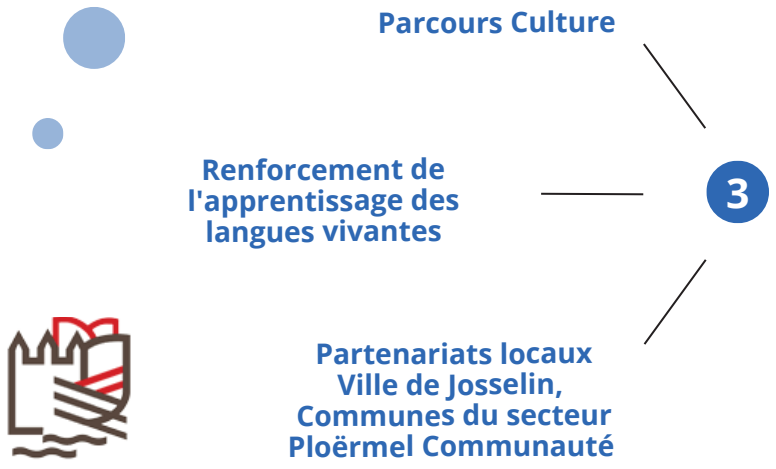 Parcours Culture
Renforcement de
l'apprentissage des
langues vivantes
3
Partenariats locaux
Ville de Josselin,
Communes du secteur
Ploërmel Communauté